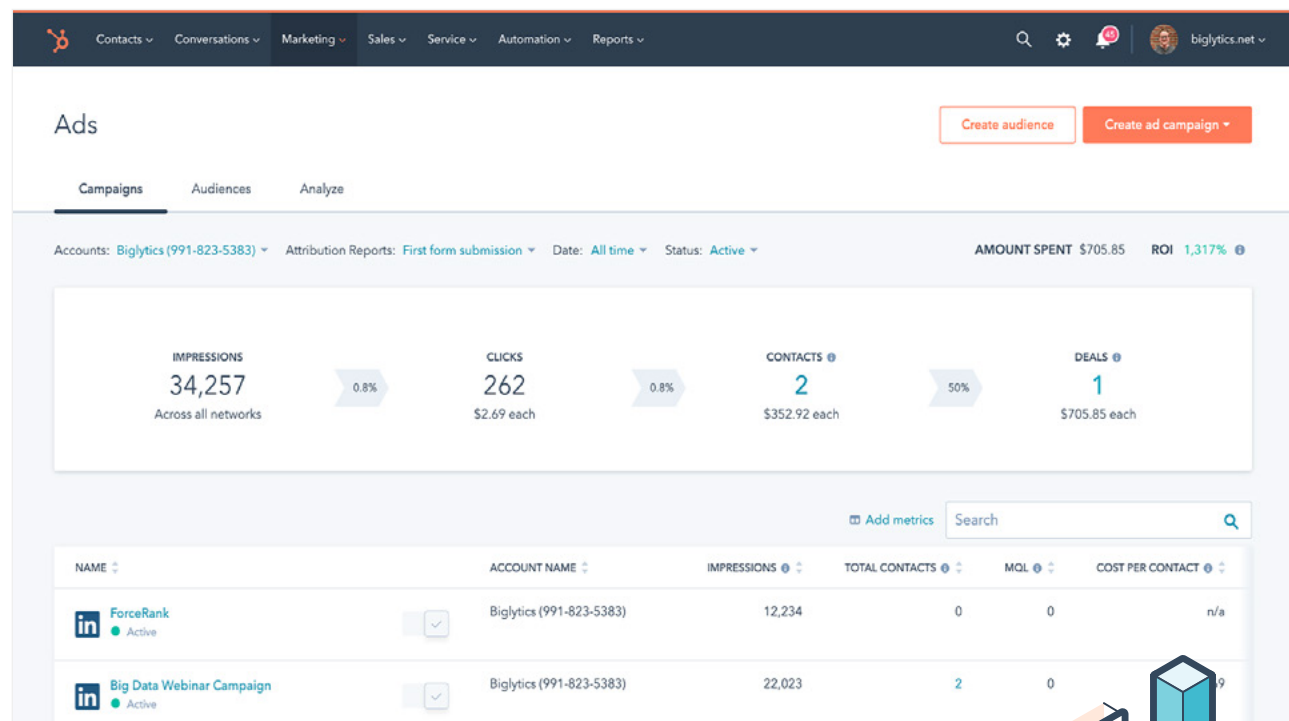 Contacts Conversations Marketing Sales Service Automation Reports 45 biglytics.net
Ads
Create audience Create ad campaign
Campaigns Audiences Analyze
Accounts: Biglytics (991-823-5383) Attribution Reports: First form submission Date: All time Status: Active AMOUNT SPENT $705.85 ROI 1,317%
IMPRESSIONS CLICKS CONTACTS DEALS
34,257 0.8% 262 0.8% 2 50% 1
Across all networks $2.69 each $352.92 each $705.85 each
Add metrics Search
NAME ACCOUNT NAME IMPRESSIONS TOTAL CONTACTS MQL COST PER CONTACT
in ForceRank Biglytics (991-823-5383) 12,234 0 0 n/a
Active
in Big Data Webinar Campaign Biglytics (991-823-5383) 22,023 2 0
Active